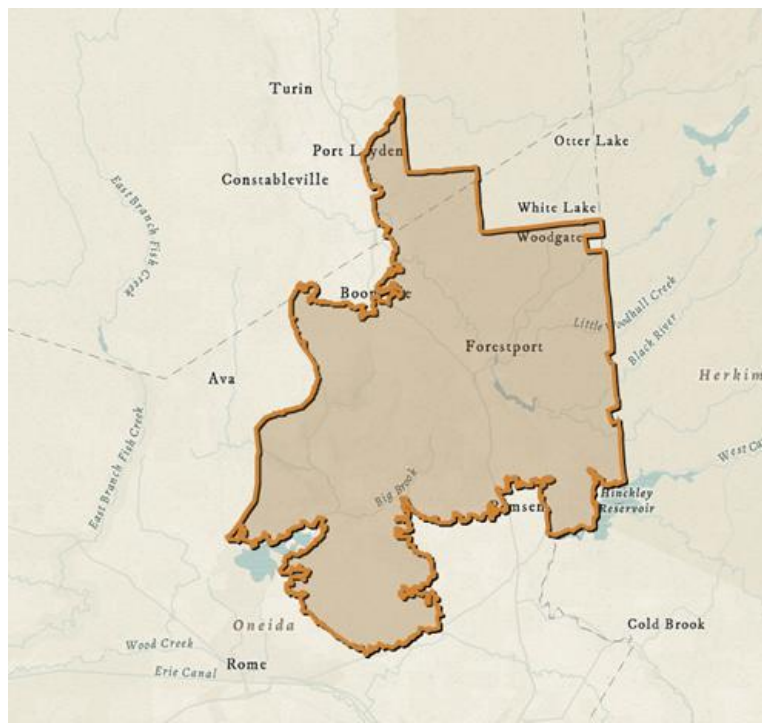 Turin
Otter Lake
Port Leyden
Constableville
East Branch Fish Creek
White Lake
Woodgate
Boonville
Little Woodhull Creek
Black River
Forestport
Ava
Herkim
East Branch Fish Creek
West Ca
Big Brook
Remsen
Hinckley
Reservoir
Oneida
Cold Brook
Wood Creek
Rome
Erie Canal